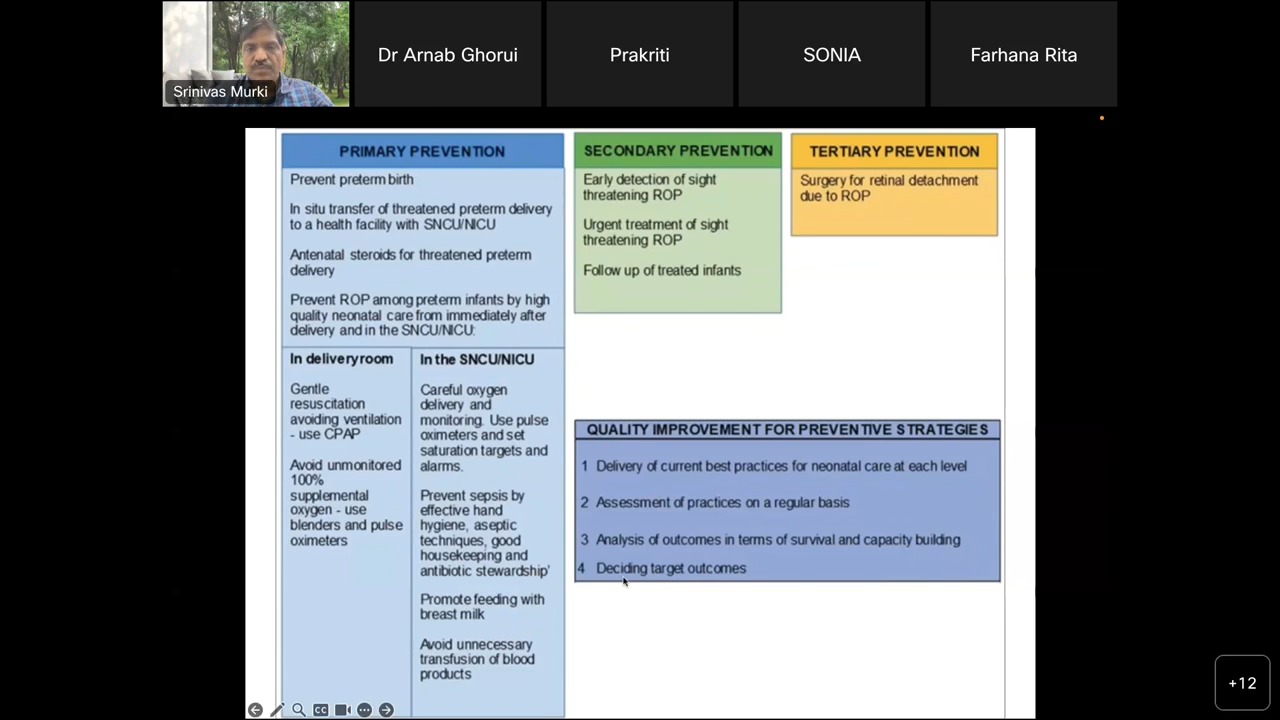 Srinivas Murki
Dr Arnab Ghorui
Prakriti
SONIA
Farhana Rita
PRIMARY PREVENTION
Prevent preterm birth
In situ transfer of threatened preterm delivery
to a health facility with SNCU/NICU
Antenatal steroids for threatened preterm
delivery
Prevent ROP among preterm infants by high
quality neonatal care from immediately after
delivery and in the SNCU/NICU:
In delivery room
Gentle
resuscitation
avoiding ventilation
- use CPAP
Avoid unmonitored
100%
supplemental
oxygen - use
blenders and pulse
oximeters
In the SNCU/NICU
Careful oxygen
delivery and
monitoring. Use pulse
oximeters and set
saturation targets and
alarms.
Prevent sepsis by
effective hand
hygiene, aseptic
techniques, good
housekeeping and
antibiotic stewardship'
Promote feeding with
breast milk
Avoid unnecessary
transfusion of blood
products
SECONDARY PREVENTION
Early detection of sight
threatening ROP
Urgent treatment of sight
threatening ROP
Follow up of treated infants
TERTIARY PREVENTION
Surgery for retinal detachment
due to ROP
QUALITY IMPROVEMENT FOR PREVENTIVE STRATEGIES
1 Delivery of current best practices for neonatal care at each level
2 Assessment of practices on a regular basis
3 Analysis of outcomes in terms of survival and capacity building
4 Deciding target outcomes
CC
+12